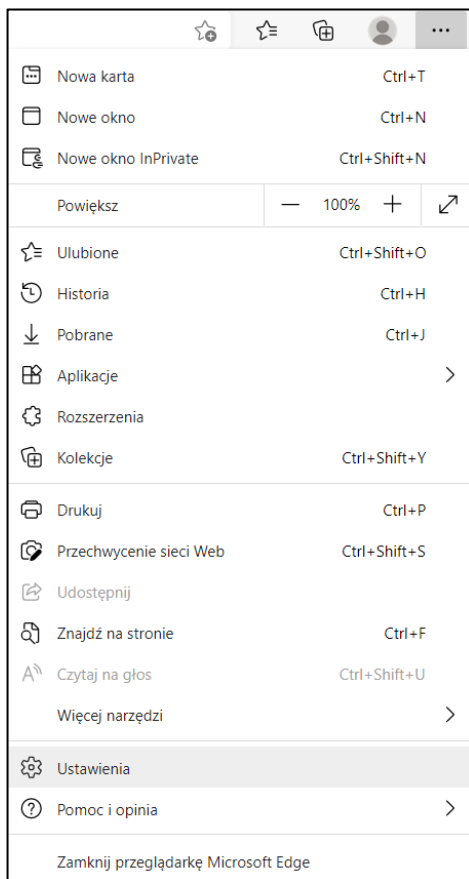 Nowa karta Ctrl+T
Nowe okno Ctrl+N
Nowe okno InPrivate Ctrl+Shift+N
Powiększ — 100% +
Ulubione Ctrl+Shift+O
Historia Ctrl+H
Pobrane Ctrl+J
Aplikacje
Rozszerzenia
Kolekcje Ctrl+Shift+Y
Drukuj Ctrl+P
Przechwycenie sieci Web Ctrl+Shift+S
Udostępnij
Znajdź na stronie Ctrl+F
Czytaj na głos Ctrl+Shift+U
Więcej narzędzi
Ustawienia
Pomoc i opinia
Zamknij przeglądarkę Microsoft Edge